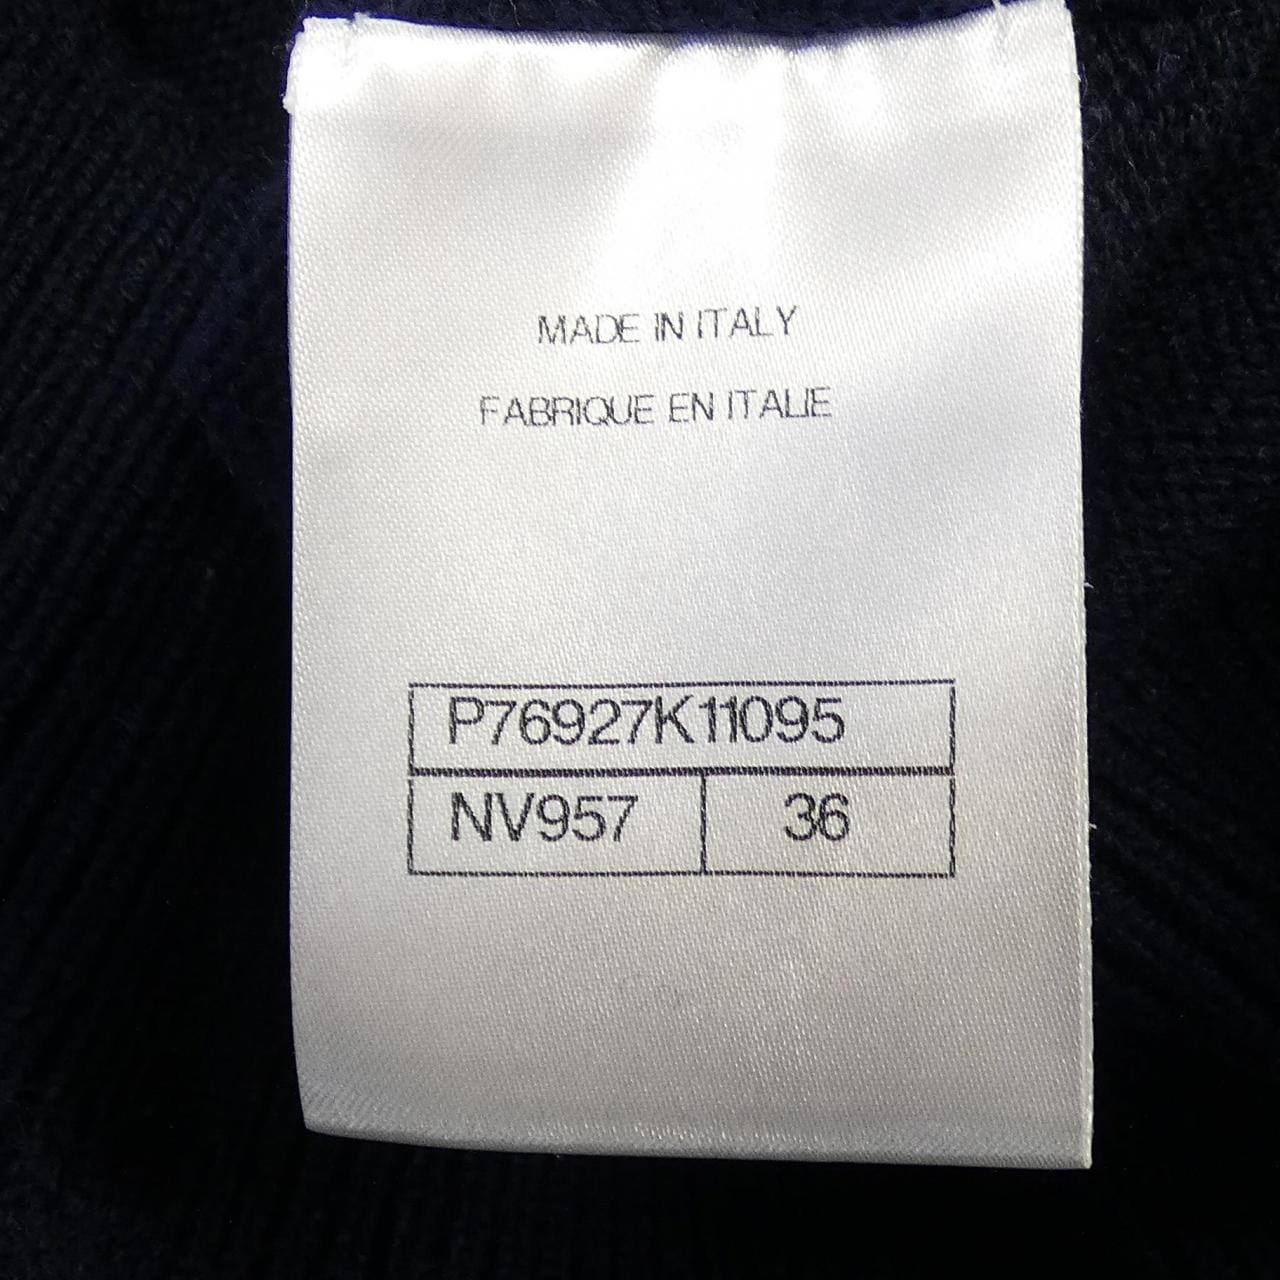 MADE IN ITALY
FABRIQUE EN ITALIE
P76927K11095
NV957 36